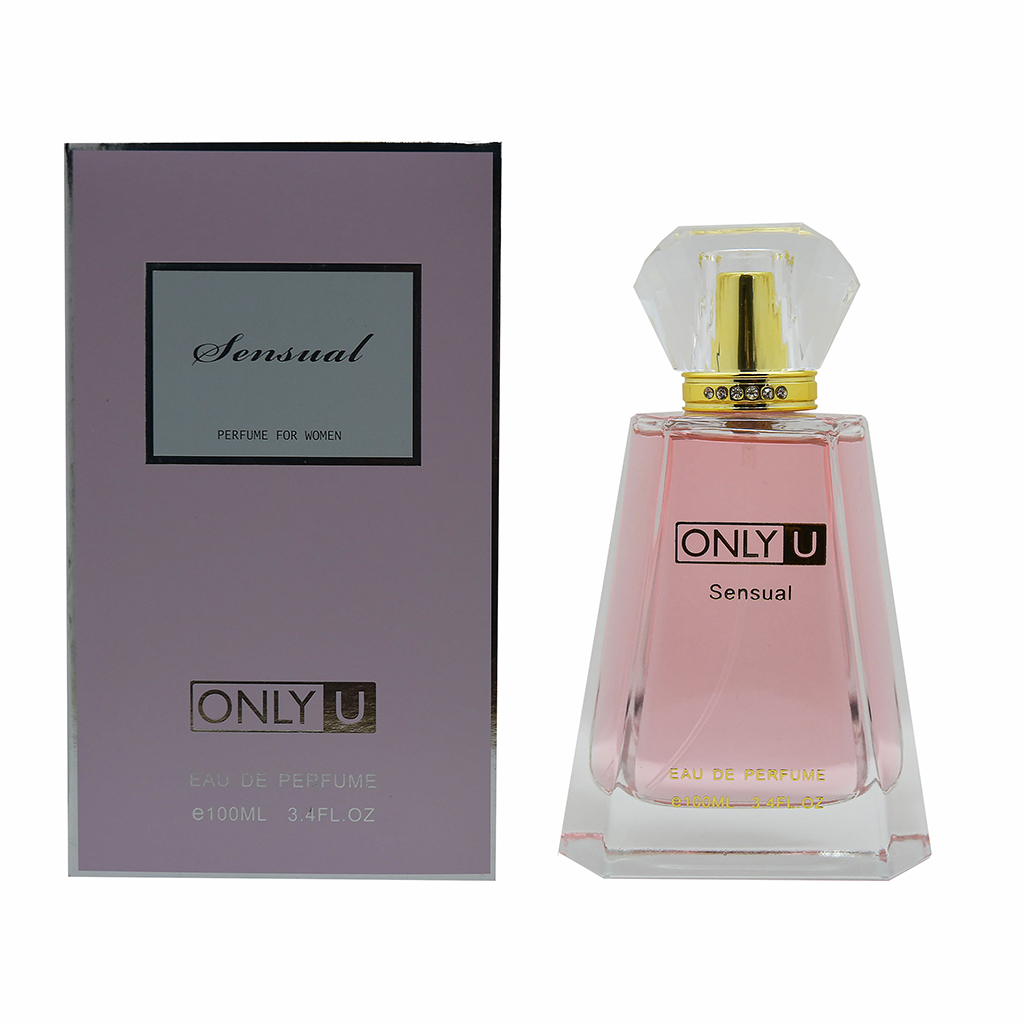 Sensual
PERFUME FOR WOMEN
ONLY U
EAU DE PERFUME
e100ML 3.4FL.OZ
ONLY U
Sensual
EAU DE PERFUME
e100ML 3.4FL.OZ